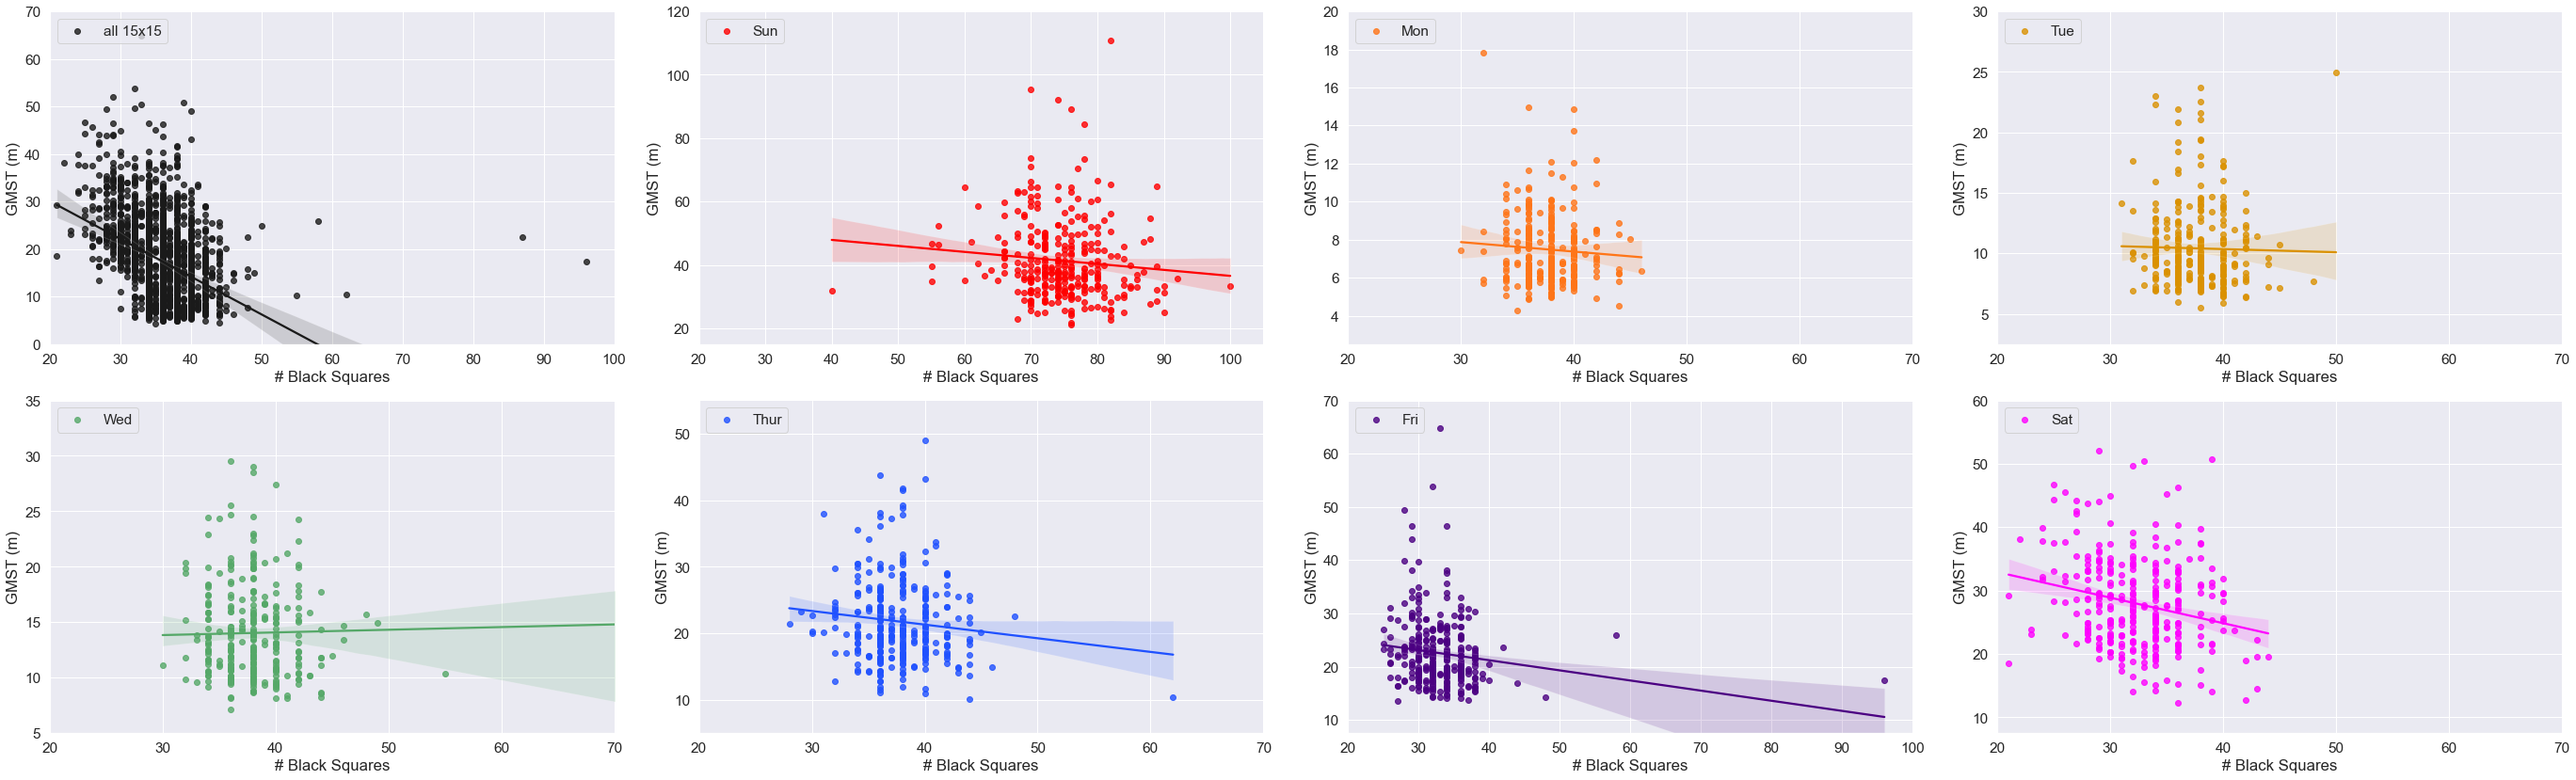 all 15x15
GMST (m)
70
60
50
40
30
20
10
0
20 30 40 50 60 70 80 90 100
# Black Squares
Sun
GMST (m)
120
100
80
60
40
20
20 30 40 50 60 70 80 90 100
# Black Squares
Mon
GMST (m)
20
18
16
14
12
10
8
6
4
20 30 40 50 60 70
# Black Squares
Tue
GMST (m)
30
25
20
15
10
5
20 30 40 50 60 70
# Black Squares
Wed
GMST (m)
35
30
25
20
15
10
5
20 30 40 50 60 70
# Black Squares
Thur
GMST (m)
50
40
30
20
10
20 30 40 50 60 70
# Black Squares
Fri
GMST (m)
70
60
50
40
30
20
10
20 30 40 50 60 70 80 90 100
# Black Squares
Sat
GMST (m)
60
50
40
30
20
10
20 30 40 50 60 70
# Black Squares